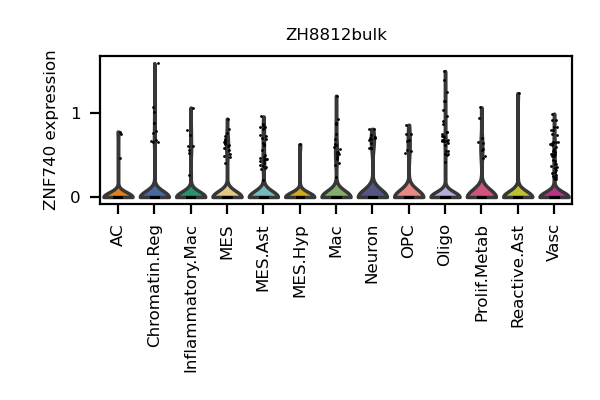 ZH8812bulk
ZNF740 expression
1
0
AC
Chromatin.Reg
Inflammatory.Mac
MES
MES.Ast
MES.Hyp
Mac
Neuron
OPC
Oligo
Prolif.Metab
Reactive.Ast
Vasc